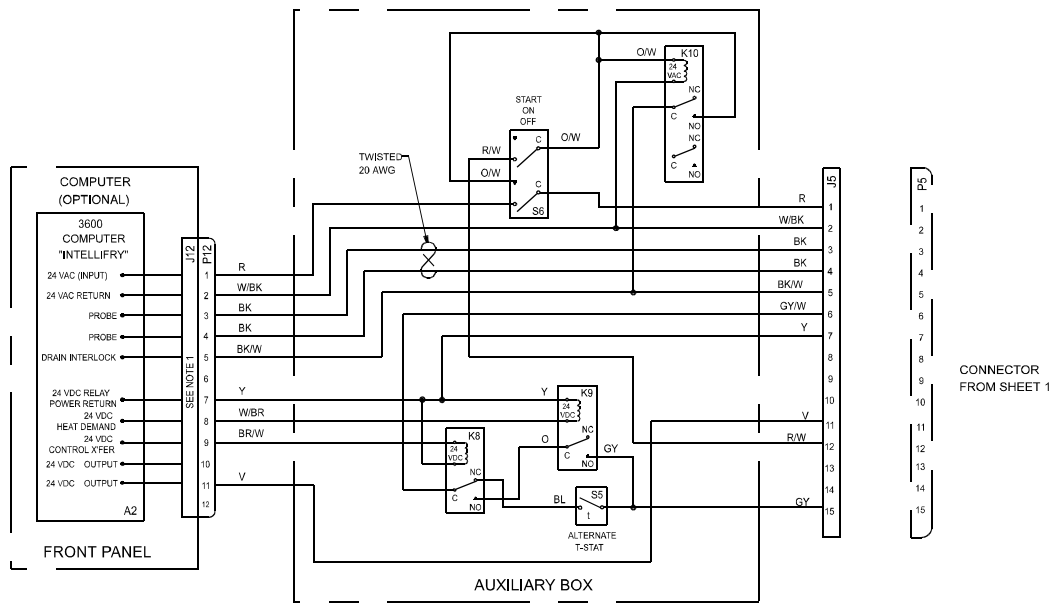 AUXILIARY BOX
START
ON
OFF
C
C
S6
R/W
O/W
O/W
O/W
K10
24
VAC
NC
C
NO
NC
C
NO
TWISTED
20 AWG
COMPUTER
(OPTIONAL)
3600
COMPUTER
"INTELLIFRY"
24 VAC (INPUT)
24 VAC RETURN
PROBE
PROBE
DRAIN INTERLOCK
24 VDC RELAY
POWER RETURN
24 VDC
HEAT DEMAND
24 VDC
CONTROL X'FER
24 VDC OUTPUT
24 VDC OUTPUT
A2
FRONT PANEL
J12
SEE NOTE 1
P12
1
2
3
4
5
6
7
8
9
10
11
12
R
W/BK
BK
BK
BK/W
Y
W/BR
BR/W
V
K8
24
VDC
NC
C
NO
Y
K9
24
VDC
NC
C
NO
O
GY
BL
S5
t
ALTERNATE
T-STAT
R
W/BK
BK
BK
BK/W
GY/W
Y
V
R/W
GY
J5
1
2
3
4
5
6
7
8
9
10
11
12
13
14
15
P5
1
2
3
4
5
6
7
8
9
10
11
12
13
14
15
CONNECTOR
FROM SHEET 1